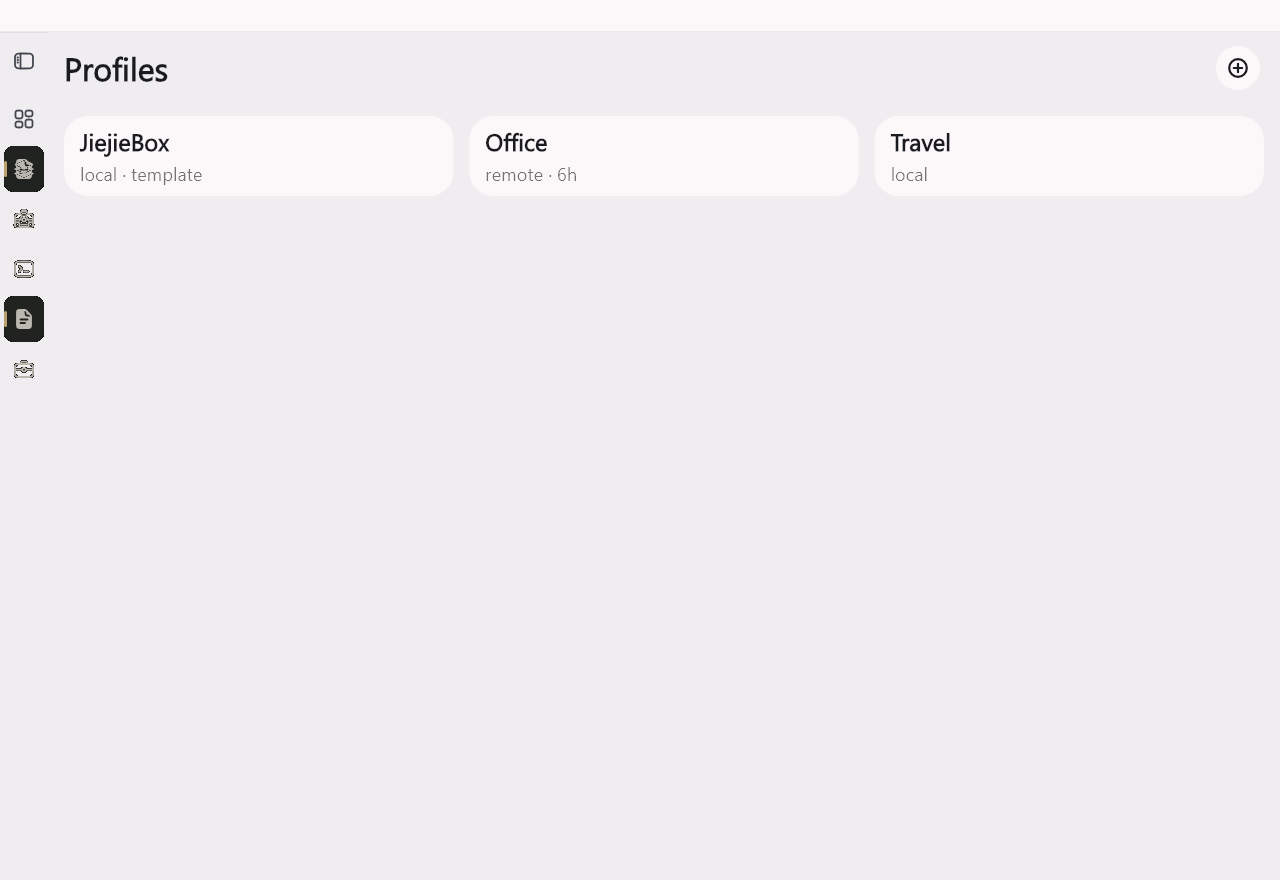 Profiles
JiejieBox
local · template
Office
remote · 6h
Travel
local